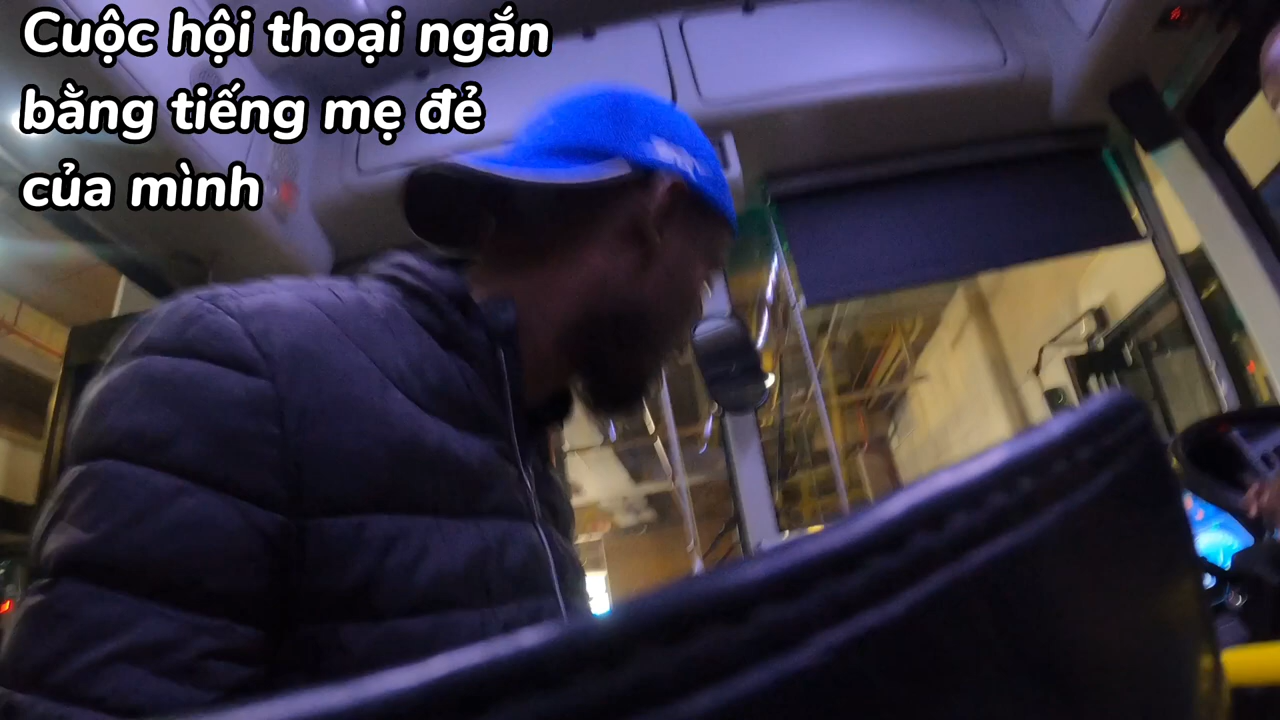 Cuộc hội thoại ngắn
bằng tiếng mẹ đẻ
của mình